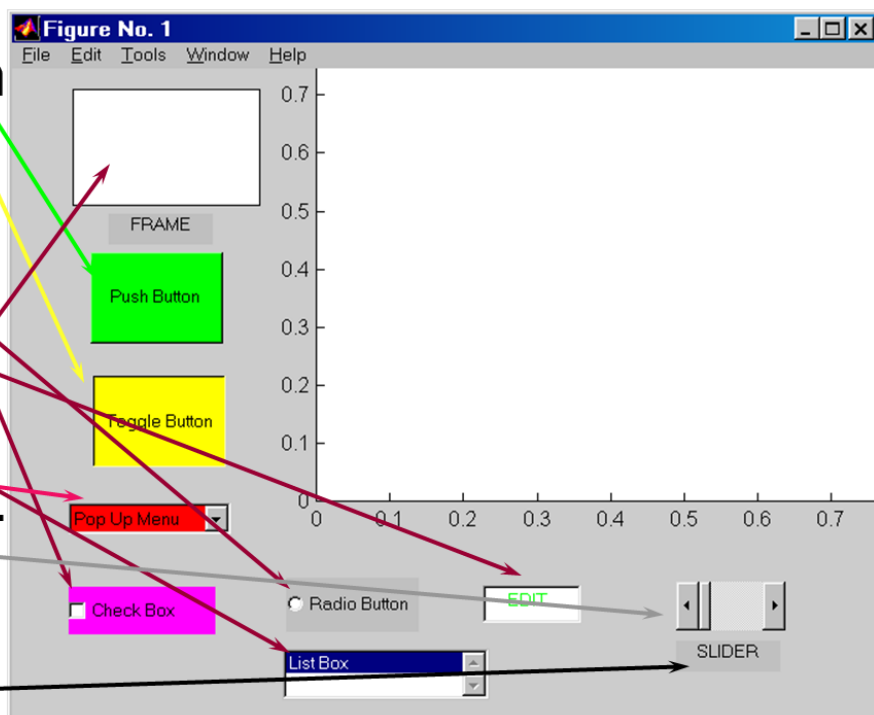 Figure No. 1
File Edit Tools Window Help
0.7
0.6
FRAME
0.5
0.4
Push Button
0.3
0.2
Toggle Button
0.1
0
Pop Up Menu
0 0.1 0.2 0.3 0.4 0.5 0.6 0.7
Check Box
Radio Button
EDIT
SLIDER
List Box